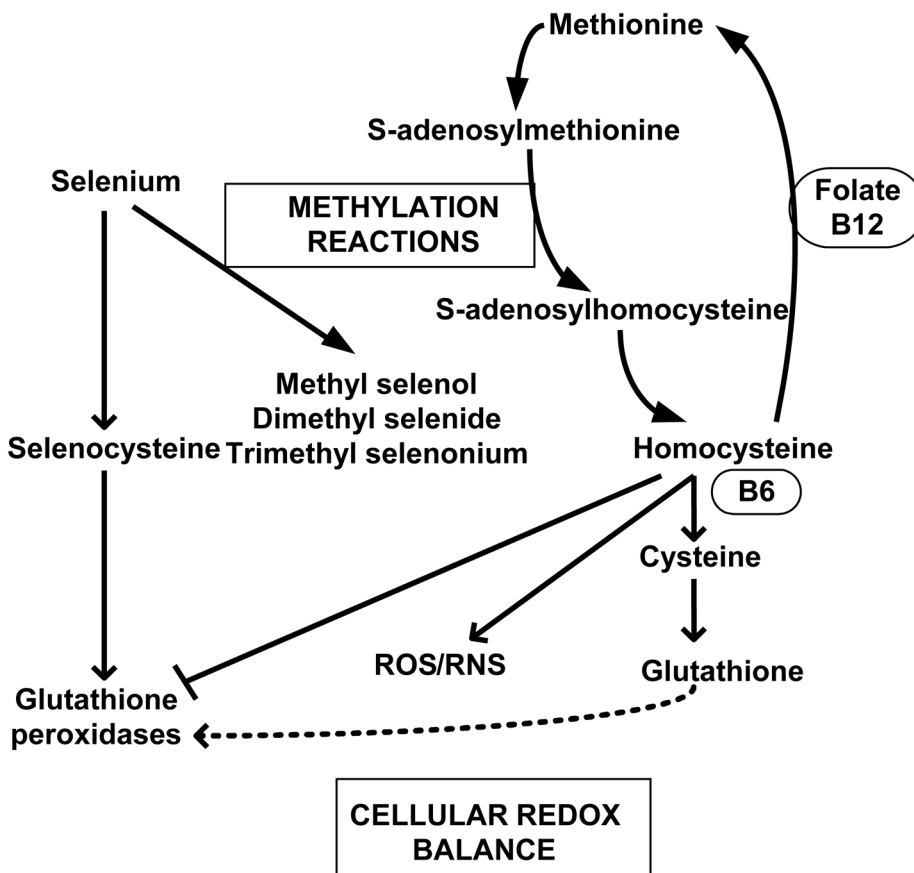 Methionine
S-adenosylmethionine
Selenium
METHYLATION
REACTIONS
Folate
B12
S-adenosylhomocysteine
Methyl selenol
Dimethyl selenide
Trimethyl selenonium
Selenocysteine
Homocysteine
B6
Cysteine
ROS/RNS
Glutathione
Glutathione
peroxidases
CELLULAR REDOX
BALANCE